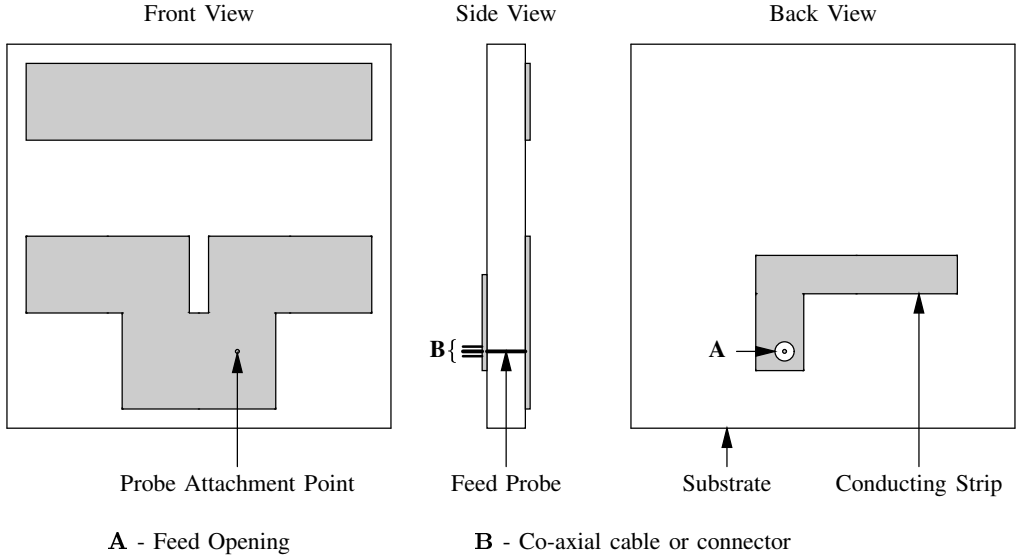 Front View
Side View
Back View
B{
A
Probe Attachment Point
Feed Probe
Substrate
Conducting Strip
A - Feed Opening
B - Co-axial cable or connector